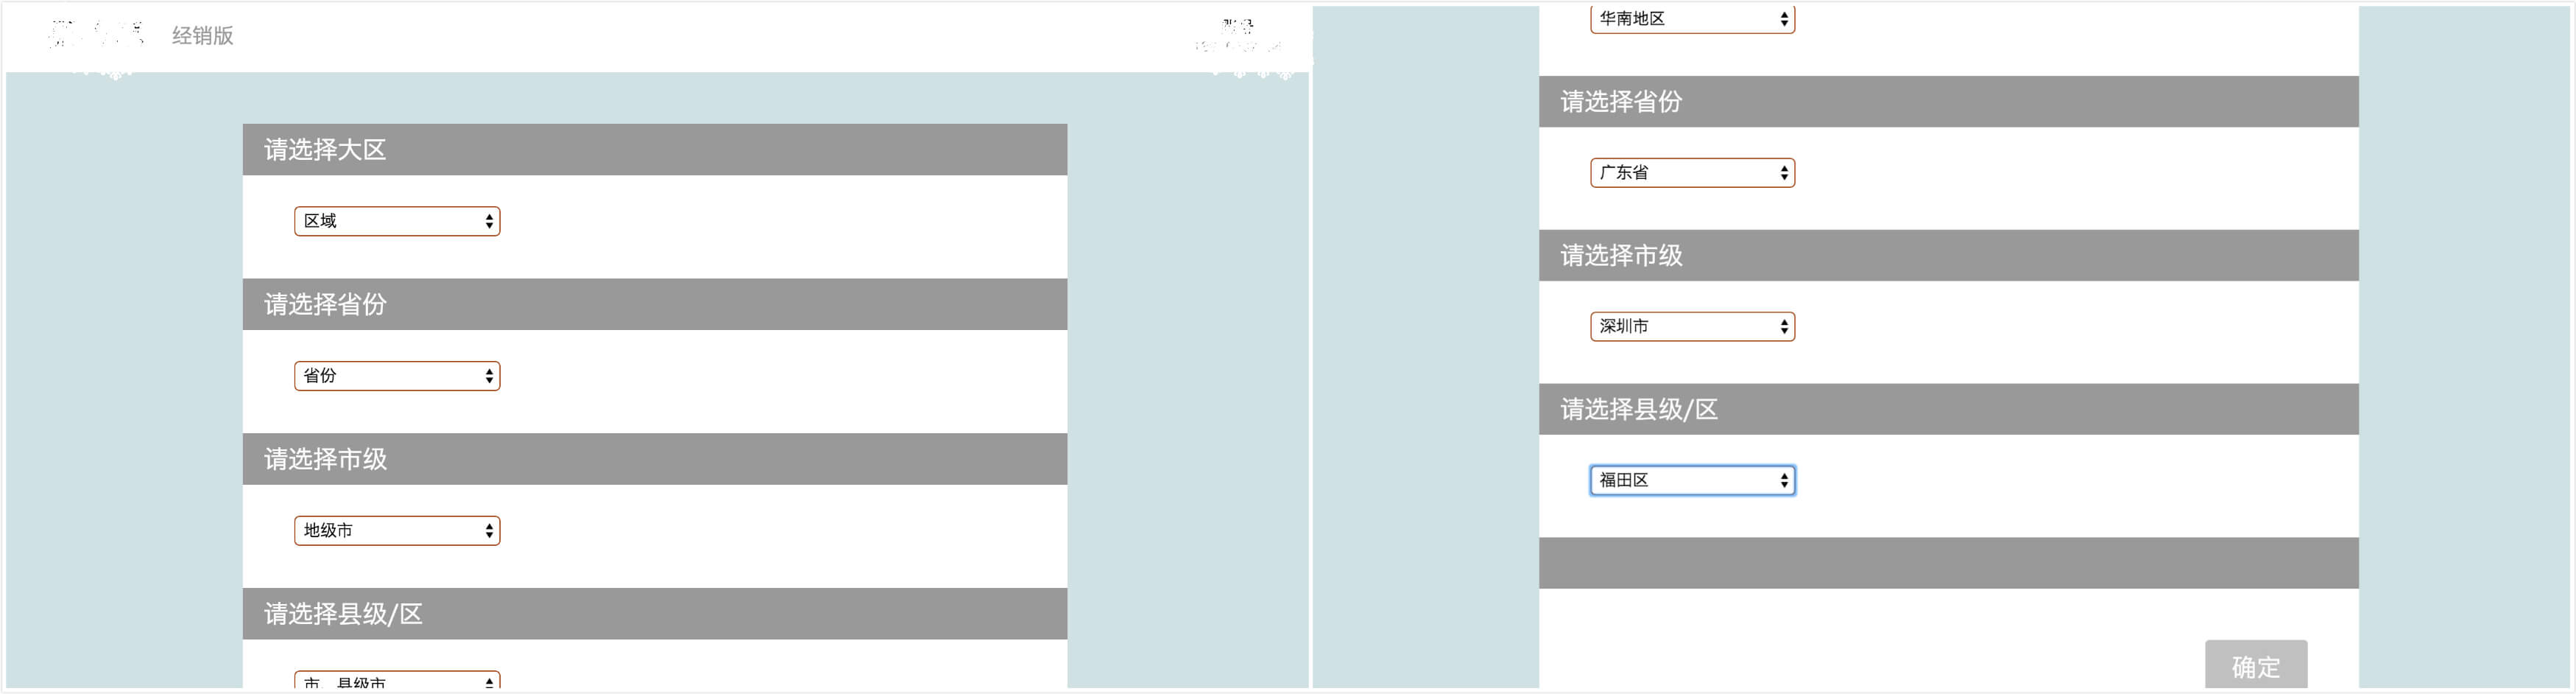 经销版
请选择大区
区域
请选择省份
省份
请选择市级
地级市
请选择县级/区
市、县级市
华南地区
请选择省份
广东省
请选择市级
深圳市
请选择县级/区
福田区
确定